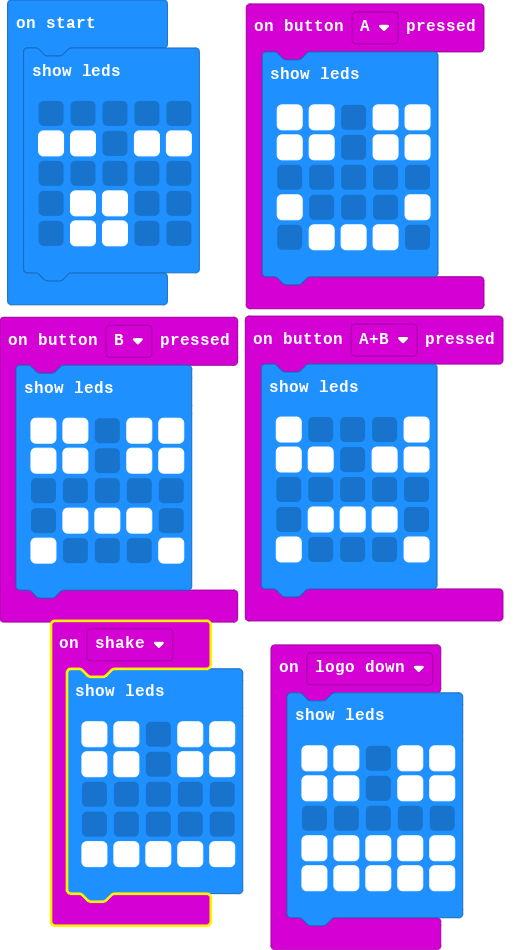 on start
show leds
on button A pressed
show leds
on button B pressed
show leds
on button A+B pressed
show leds
on shake
show leds
on logo down
show leds